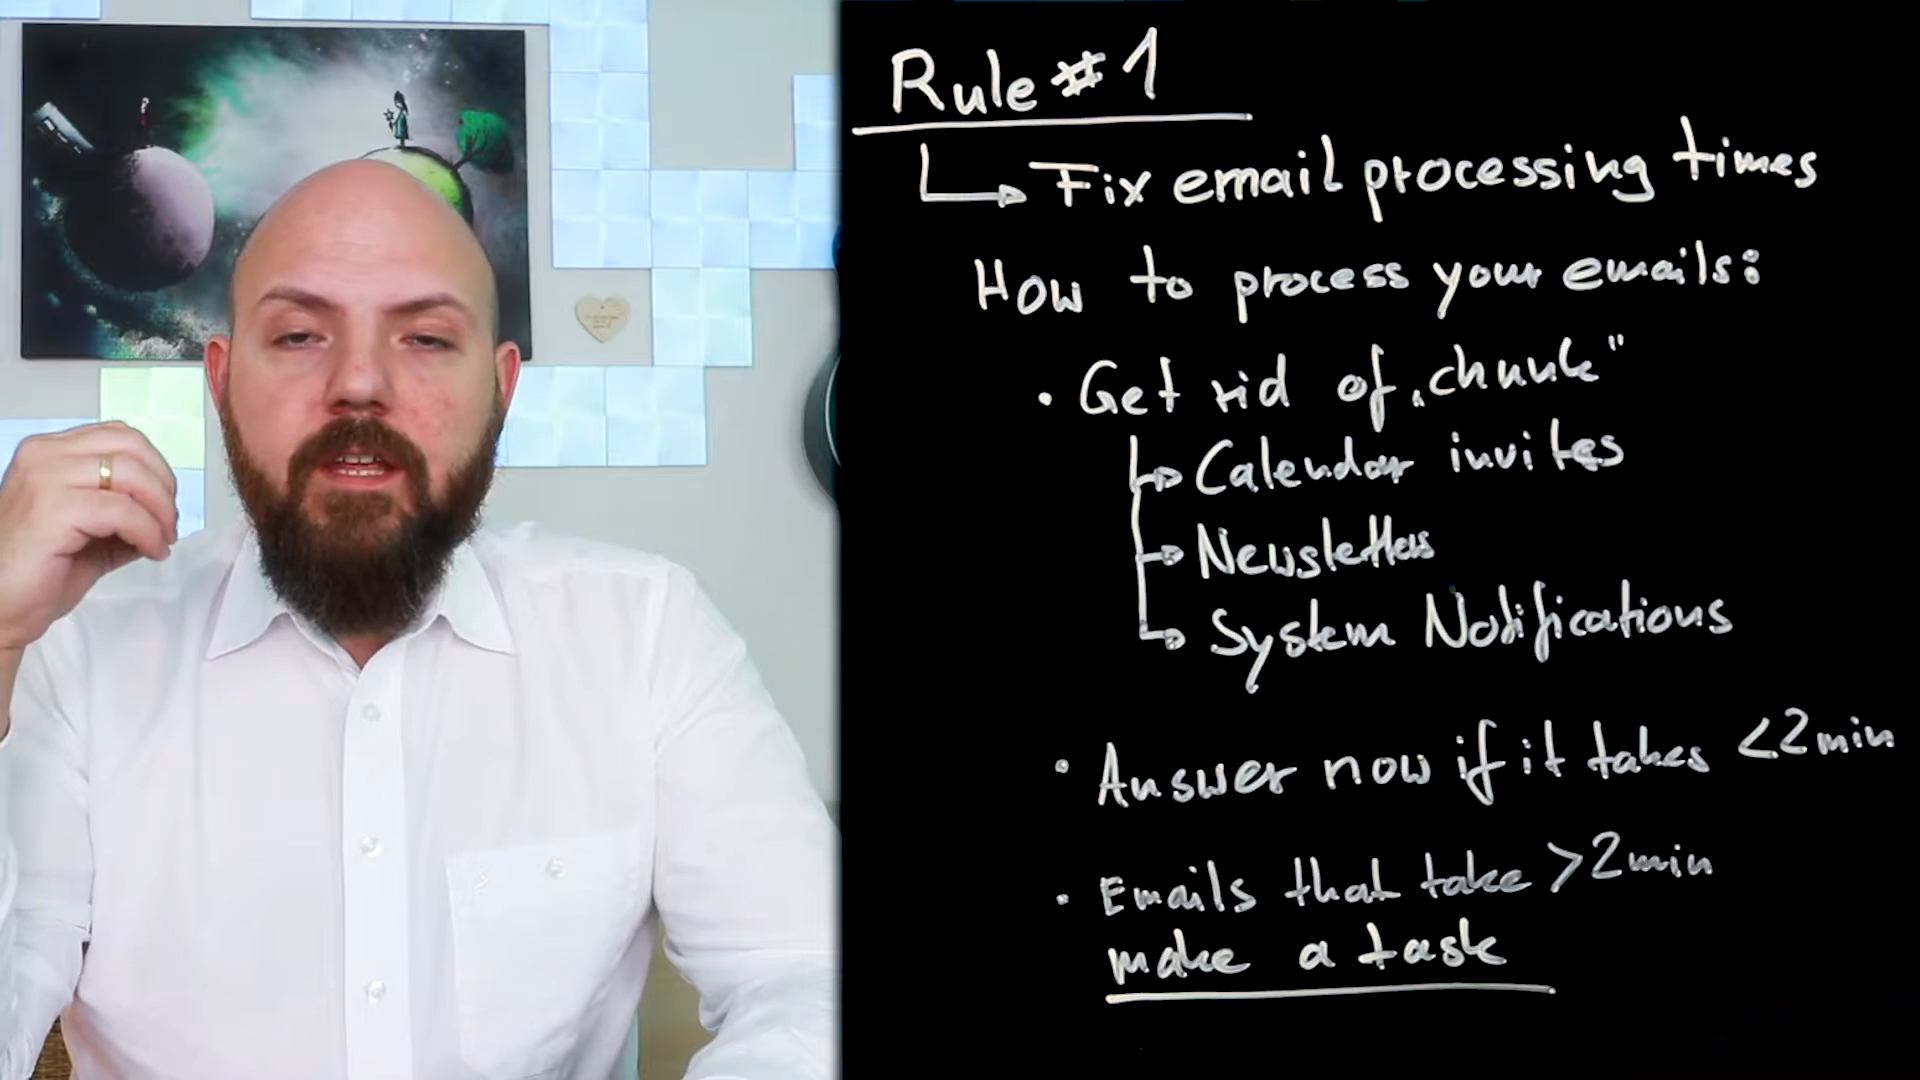 Rule #1
Fix email processing times
How to process your emails:
• Get rid of „chunk"
Calendar invites
Newsletters
System Notifications
• Answer now if it takes <2min
• Emails that take >2min
make a task